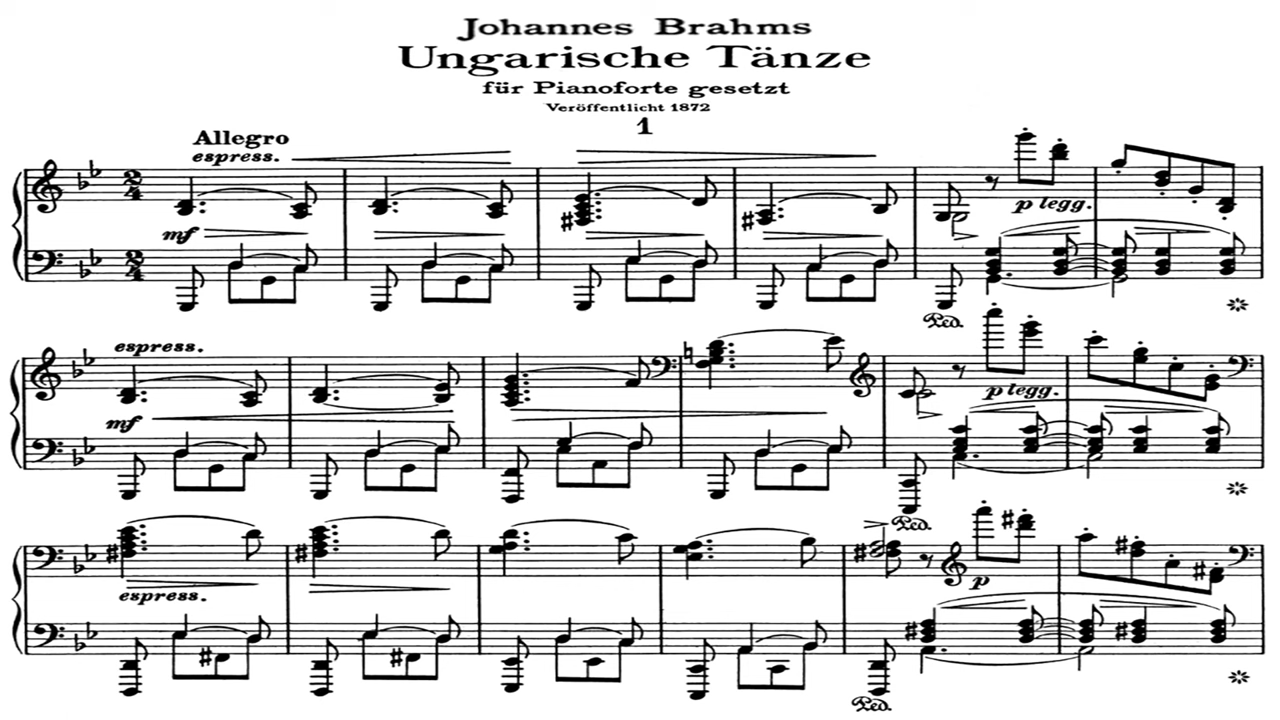 Johannes Brahms
Ungarische Tänze
für Pianoforte gesetzt
Veröffentlicht 1872
1
Allegro
espress.
mf
p legg.
Ped.
espress.
mf
p legg.
Ped.
espress.
p
Ped.